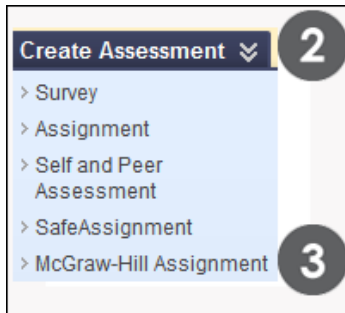 Create Assessment
2
> Survey
> Assignment
> Self and Peer
Assessment
> SafeAssignment
> McGraw-Hill Assignment
3